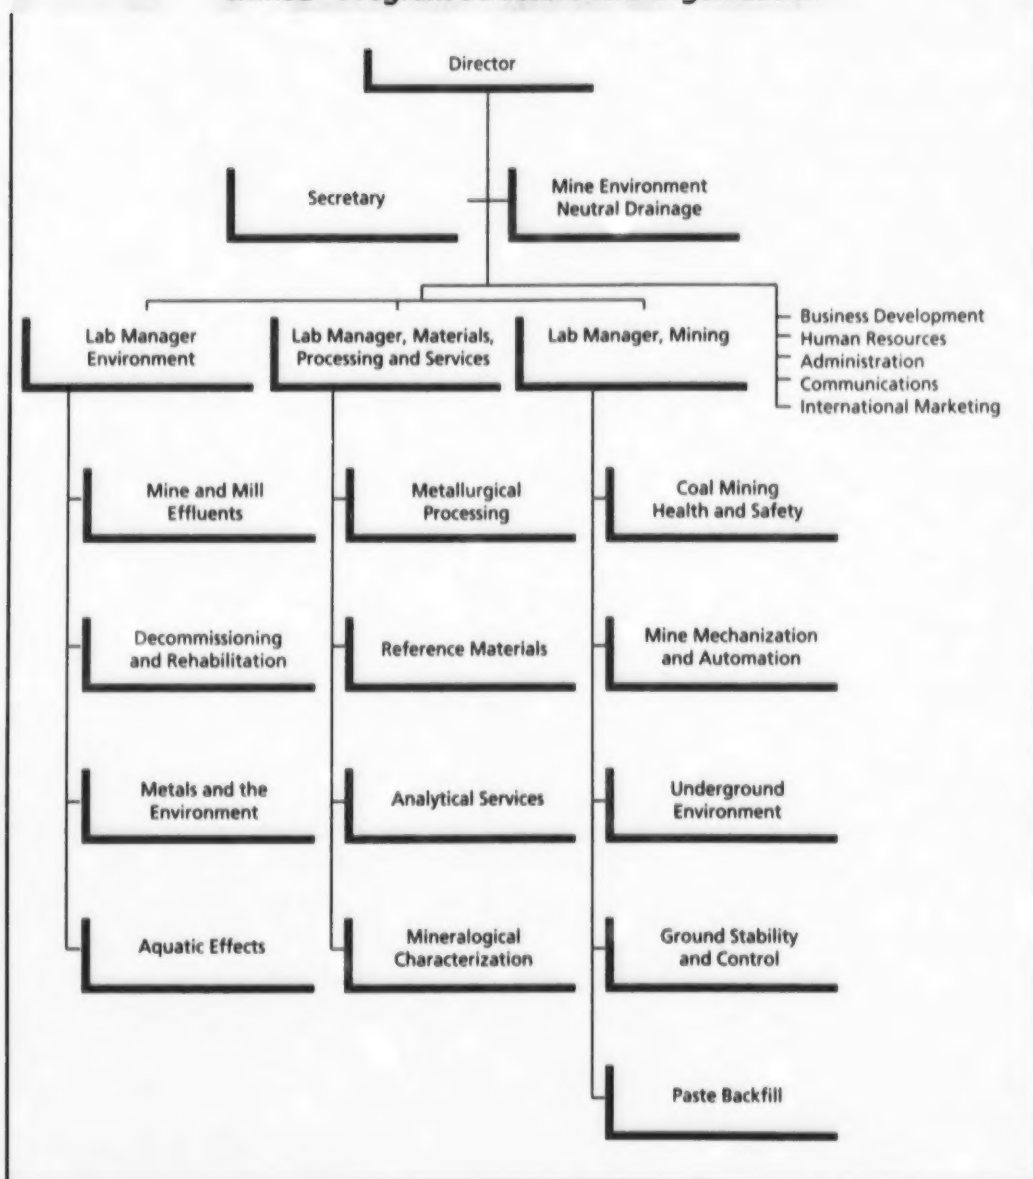 Director
Secretary
Mine Environment
Neutral Drainage
Lab Manager
Environment
Lab Manager, Materials,
Processing and Services
Lab Manager, Mining
Business Development
Human Resources
Administration
Communications
International Marketing
Mine and Mill
Effluents
Metallurgical
Processing
Coal Mining
Health and Safety
Decommissioning
and Rehabilitation
Reference Materials
Mine Mechanization
and Automation
Metals and the
Environment
Analytical Services
Underground
Environment
Aquatic Effects
Mineralogical
Characterization
Ground Stability
and Control
Paste Backfill